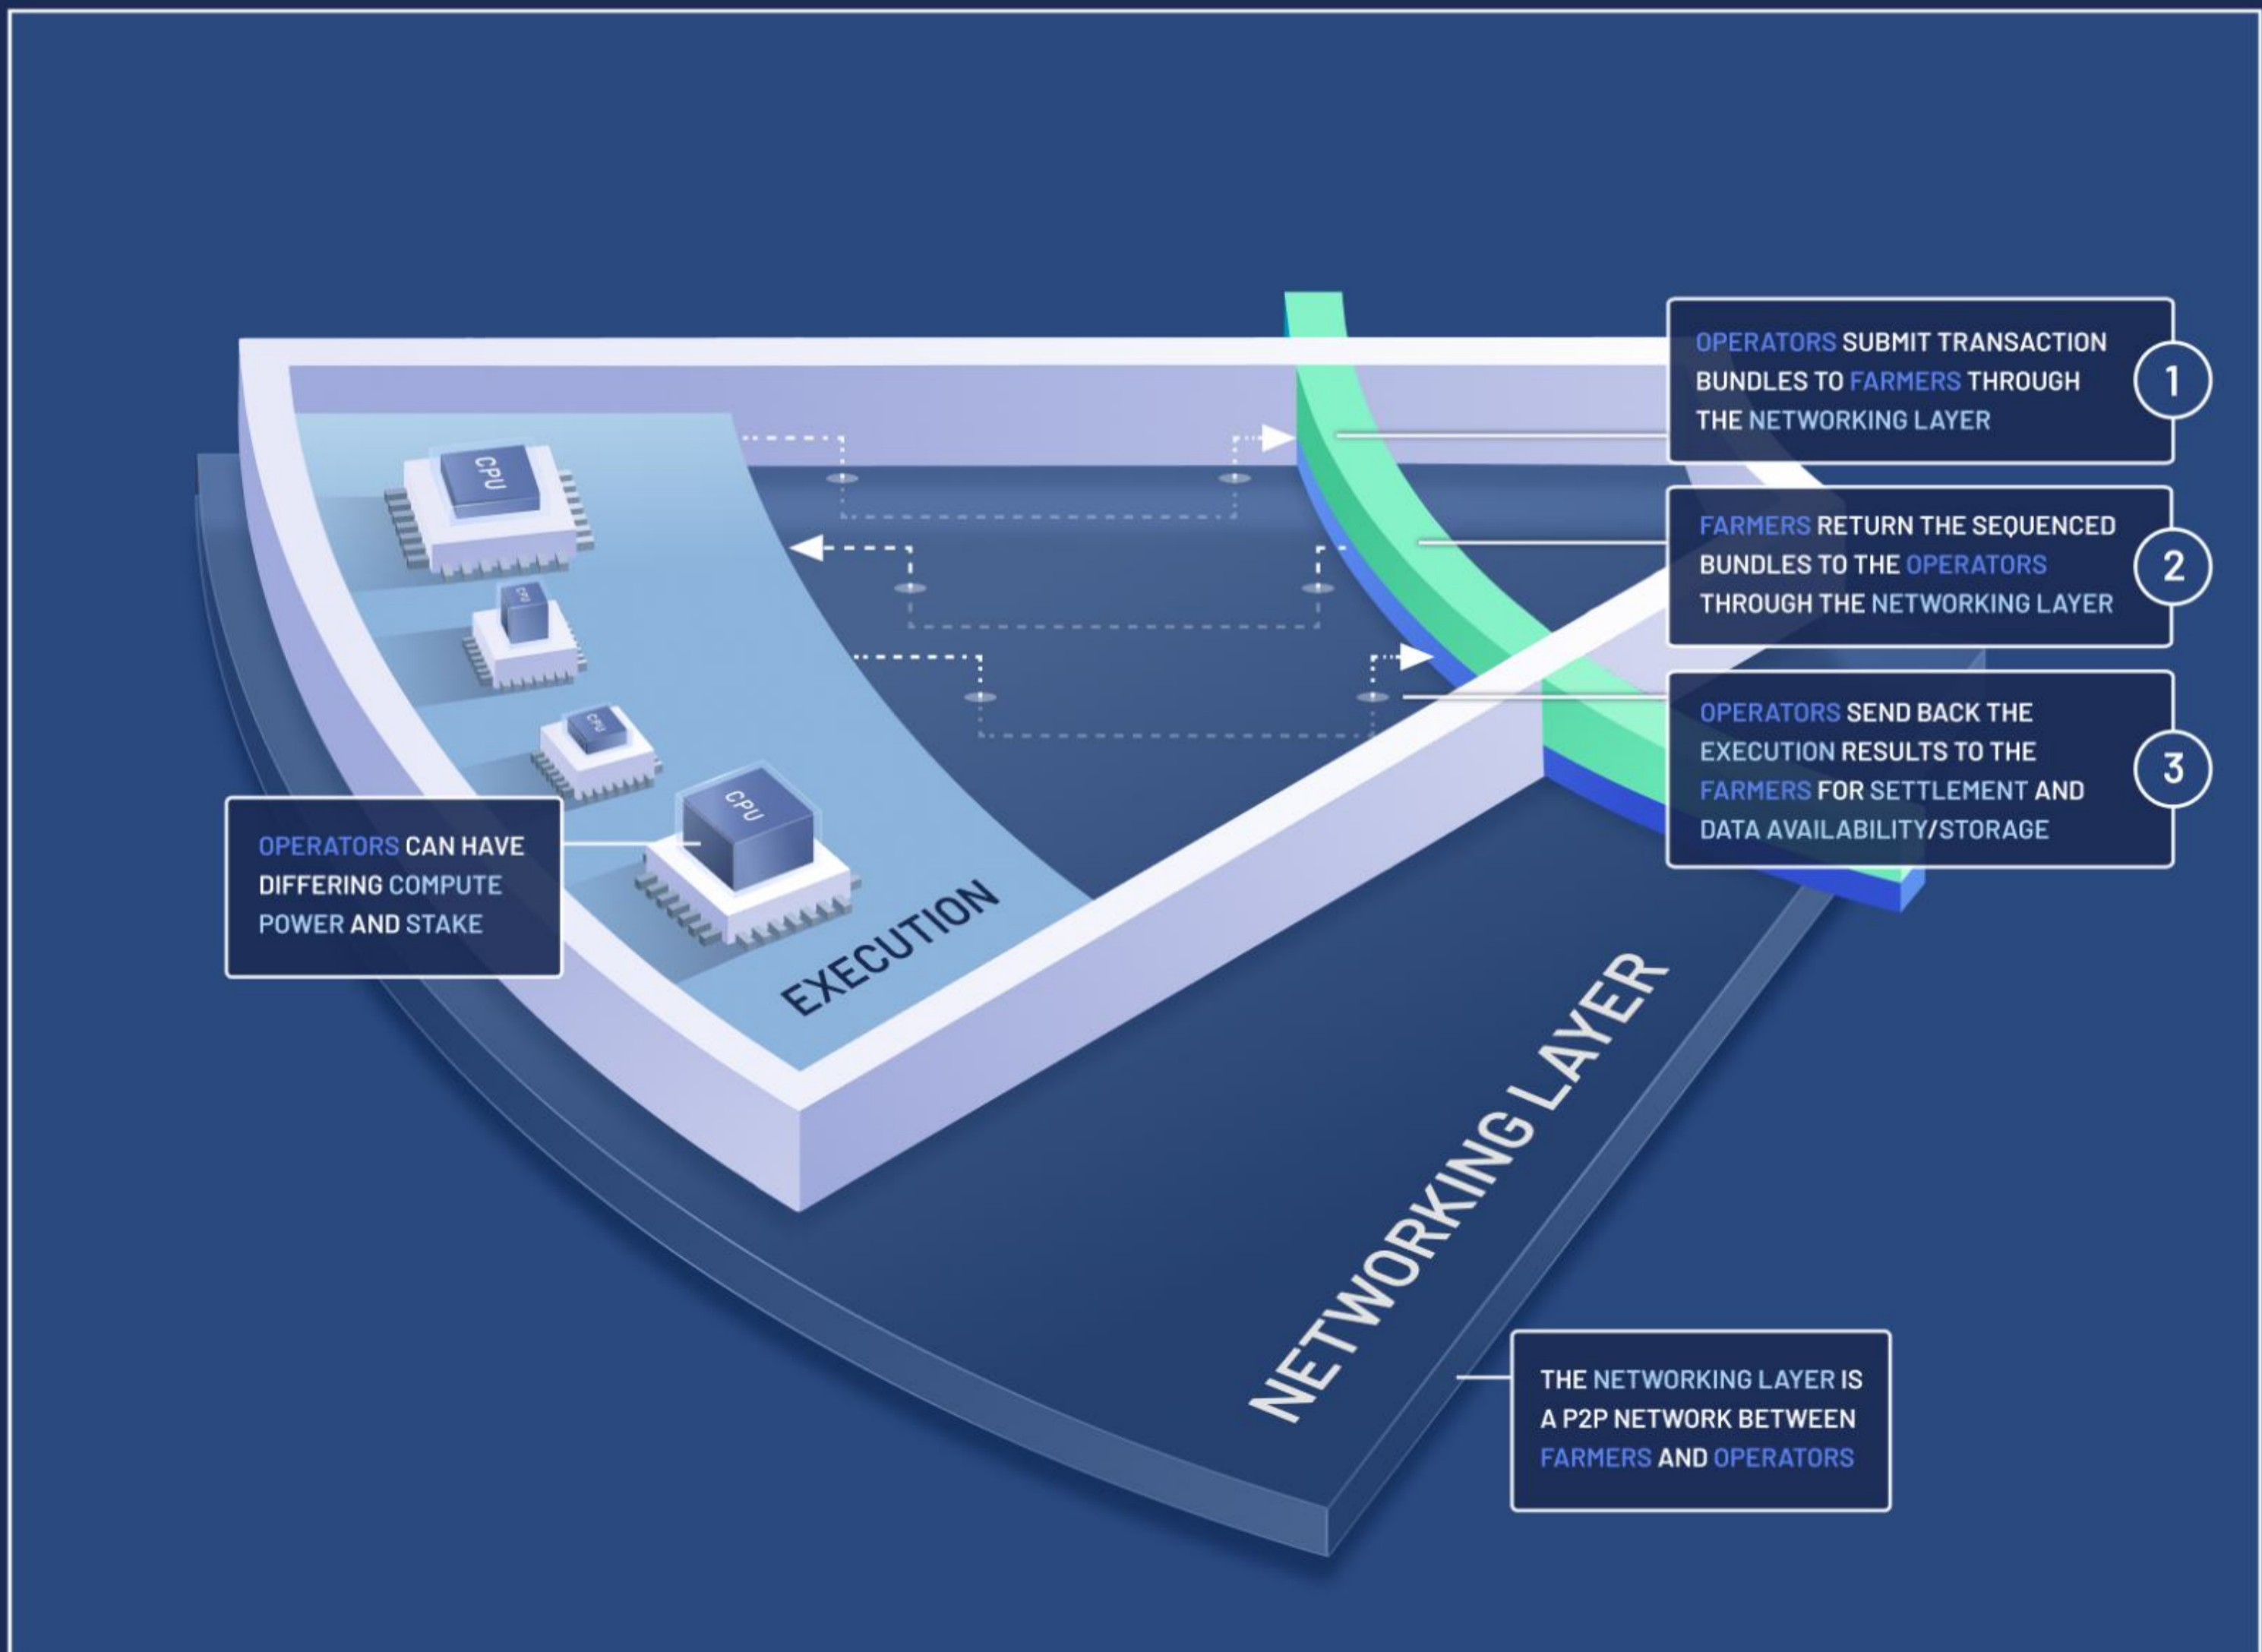 OPERATORS SUBMIT TRANSACTION
BUNDLES TO FARMERS THROUGH
THE NETWORKING LAYER
1
FARMERS RETURN THE SEQUENCED
BUNDLES TO THE OPERATORS
THROUGH THE NETWORKING LAYER
2
OPERATORS SEND BACK THE
EXECUTION RESULTS TO THE
FARMERS FOR SETTLEMENT AND
DATA AVAILABILITY/STORAGE
3
CPU
CPU
CPU
CPU
OPERATORS CAN HAVE
DIFFERING COMPUTE
POWER AND STAKE
EXECUTION
NETWORKING LAYER
THE NETWORKING LAYER IS
A P2P NETWORK BETWEEN
FARMERS AND OPERATORS